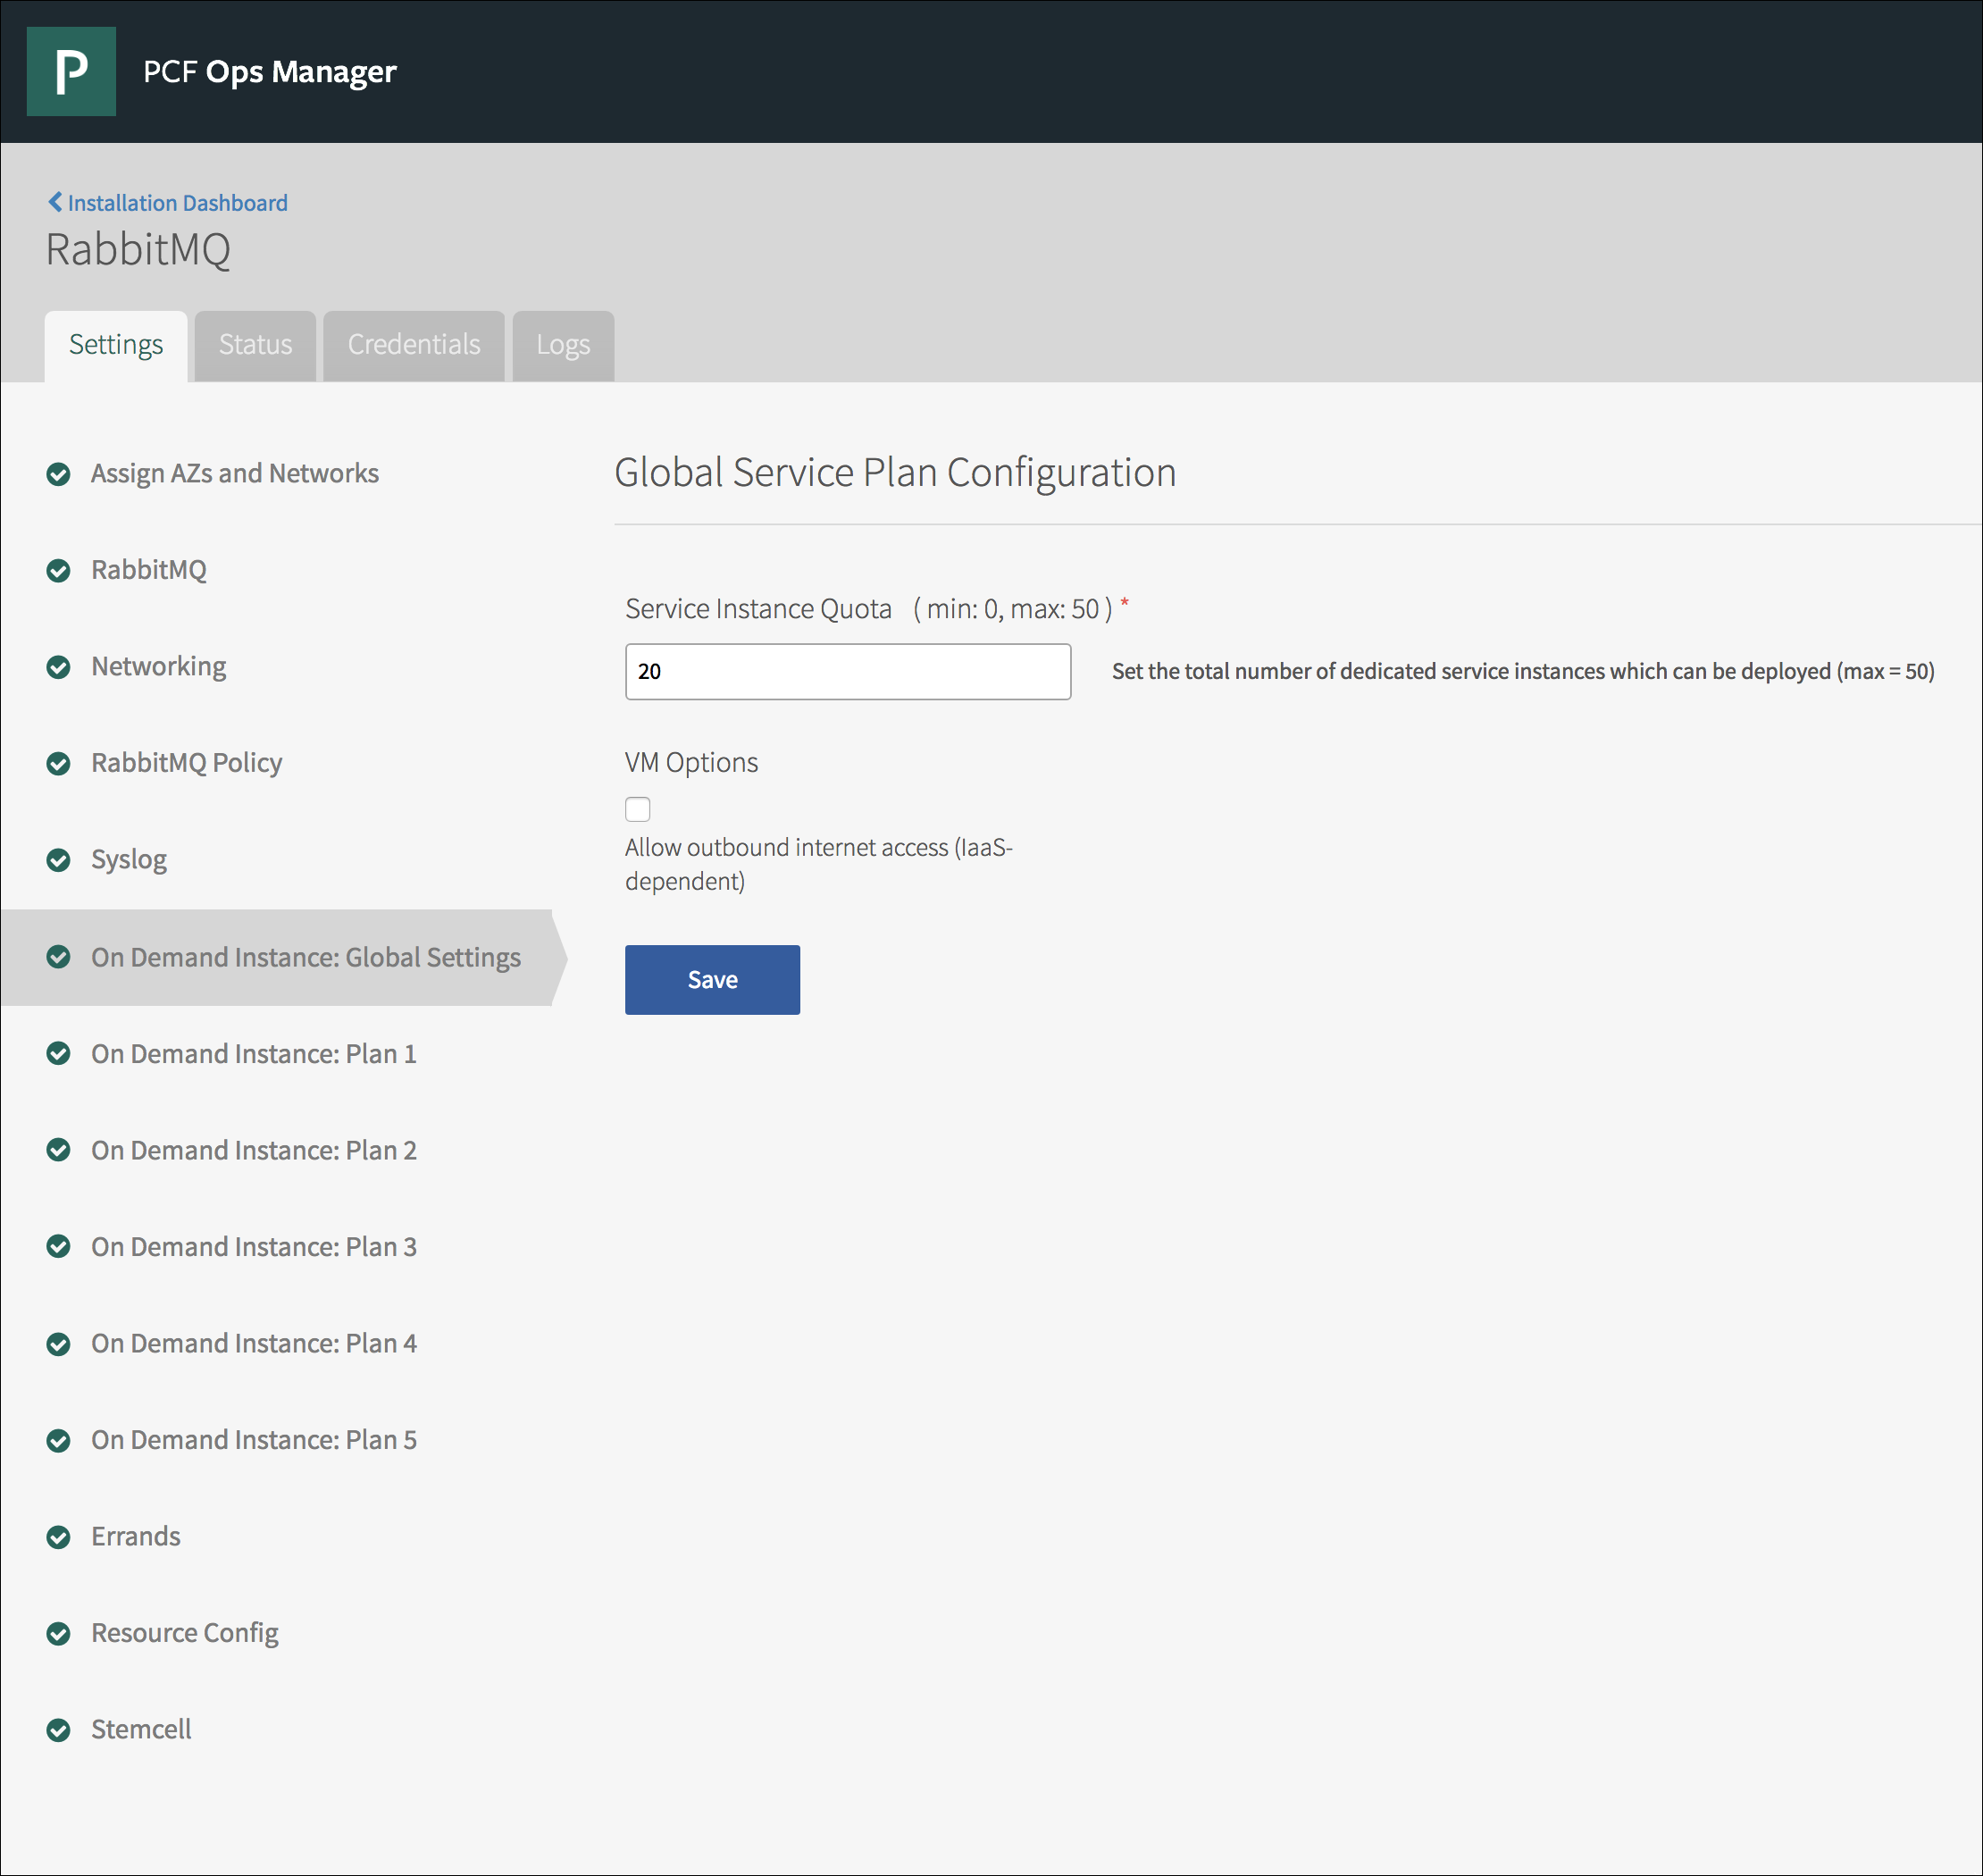 P
PCF Ops Manager
Installation Dashboard
RabbitMQ
Settings
Status
Credentials
Logs
Assign AZs and Networks
RabbitMQ
Networking
RabbitMQ Policy
Syslog
On Demand Instance: Global Settings
On Demand Instance: Plan 1
On Demand Instance: Plan 2
On Demand Instance: Plan 3
On Demand Instance: Plan 4
On Demand Instance: Plan 5
Errands
Resource Config
Stemcell
Global Service Plan Configuration
Service Instance Quota ( min: 0, max: 50 ) *
20
Set the total number of dedicated service instances which can be deployed (max = 50)
VM Options
Allow outbound internet access (IaaS-
dependent)
Save